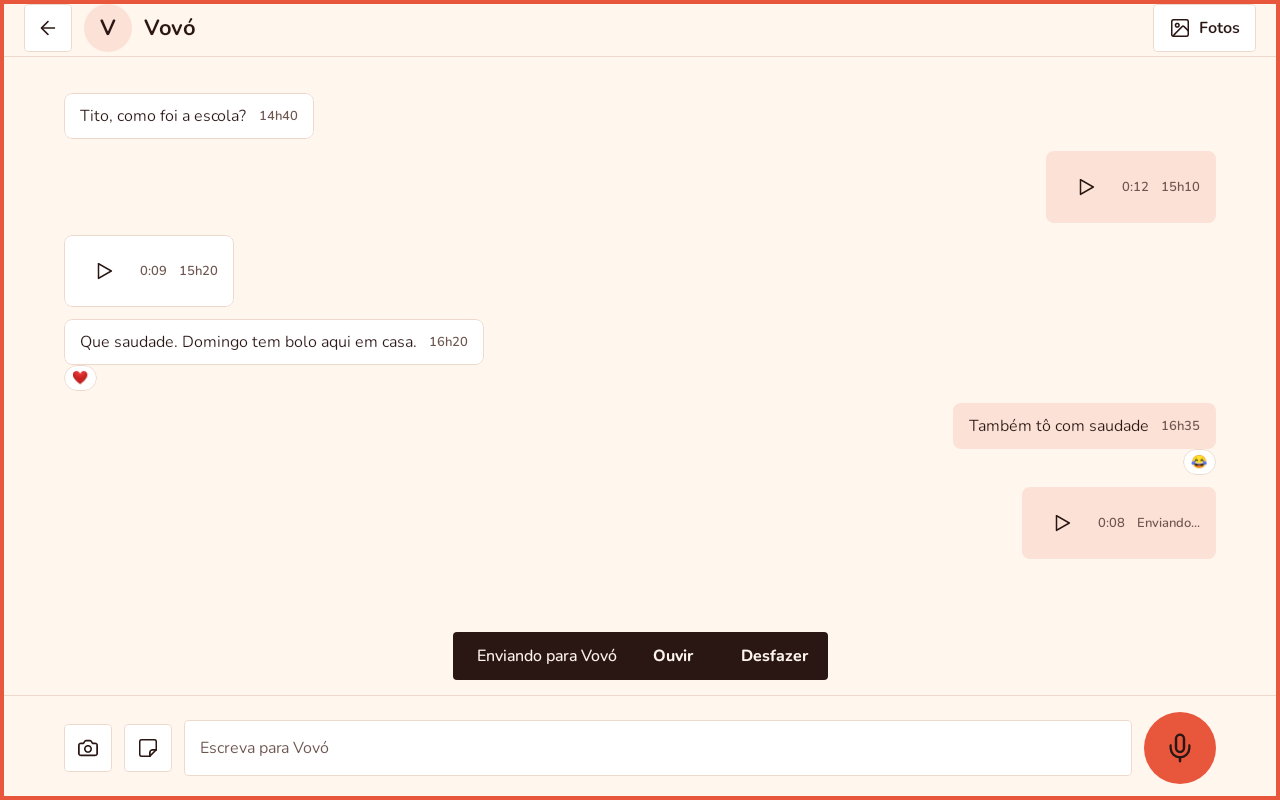 V Vovó Fotos
Tito, como foi a escola? 14h40
0:12 15h10
0:09 15h20
Que saudade. Domingo tem bolo aqui em casa. 16h20
Também tô com saudade 16h35
0:08 Enviando...
Enviando para Vovó Ouvir Desfazer
Escreva para Vovó